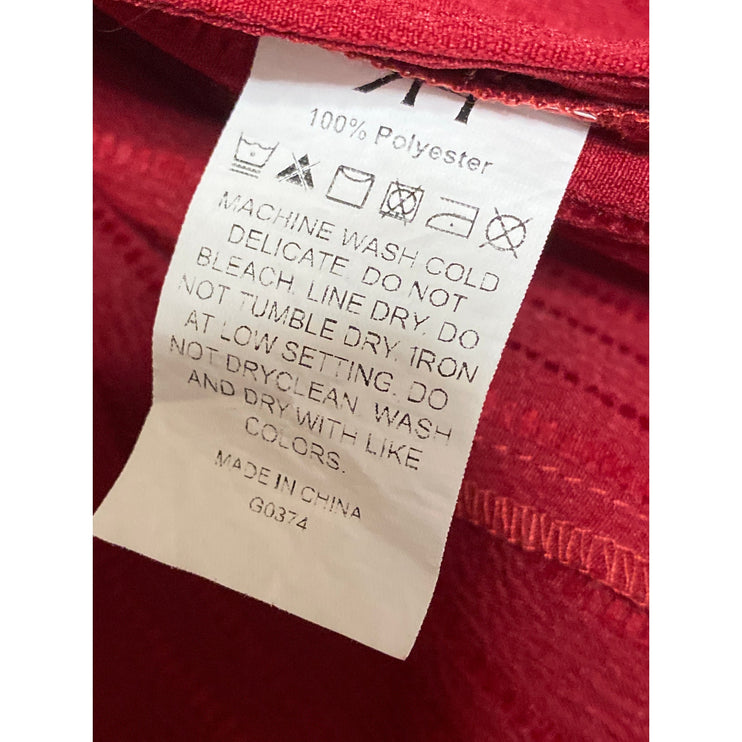 100% Polyester
MACHINE WASH COLD
DELICATE. DO NOT
BLEACH. LINE DRY. DO
NOT TUMBLE DRY. IRON
AT LOW SETTING. DO
NOT DRYCLEAN. WASH
AND DRY WITH LIKE
COLORS.
MADE IN CHINA
G0374